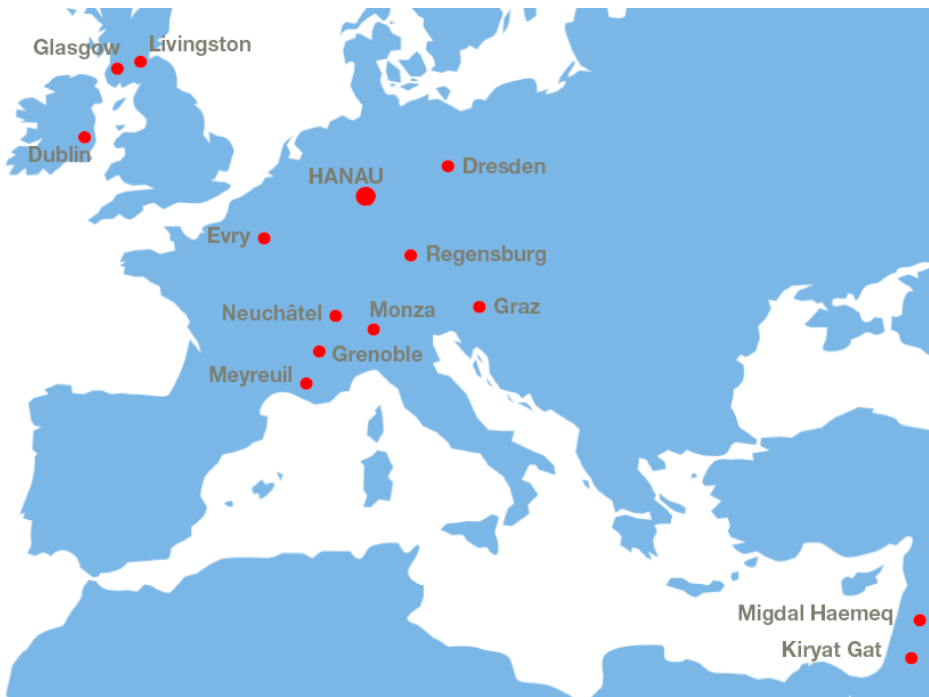 Glasgow
Livingston
Dublin
HANAU
Dresden
Evry
Regensburg
Neuchâtel
Monza
Graz
Grenoble
Meyreuil
Migdal Haemeq
Kiryat Gat